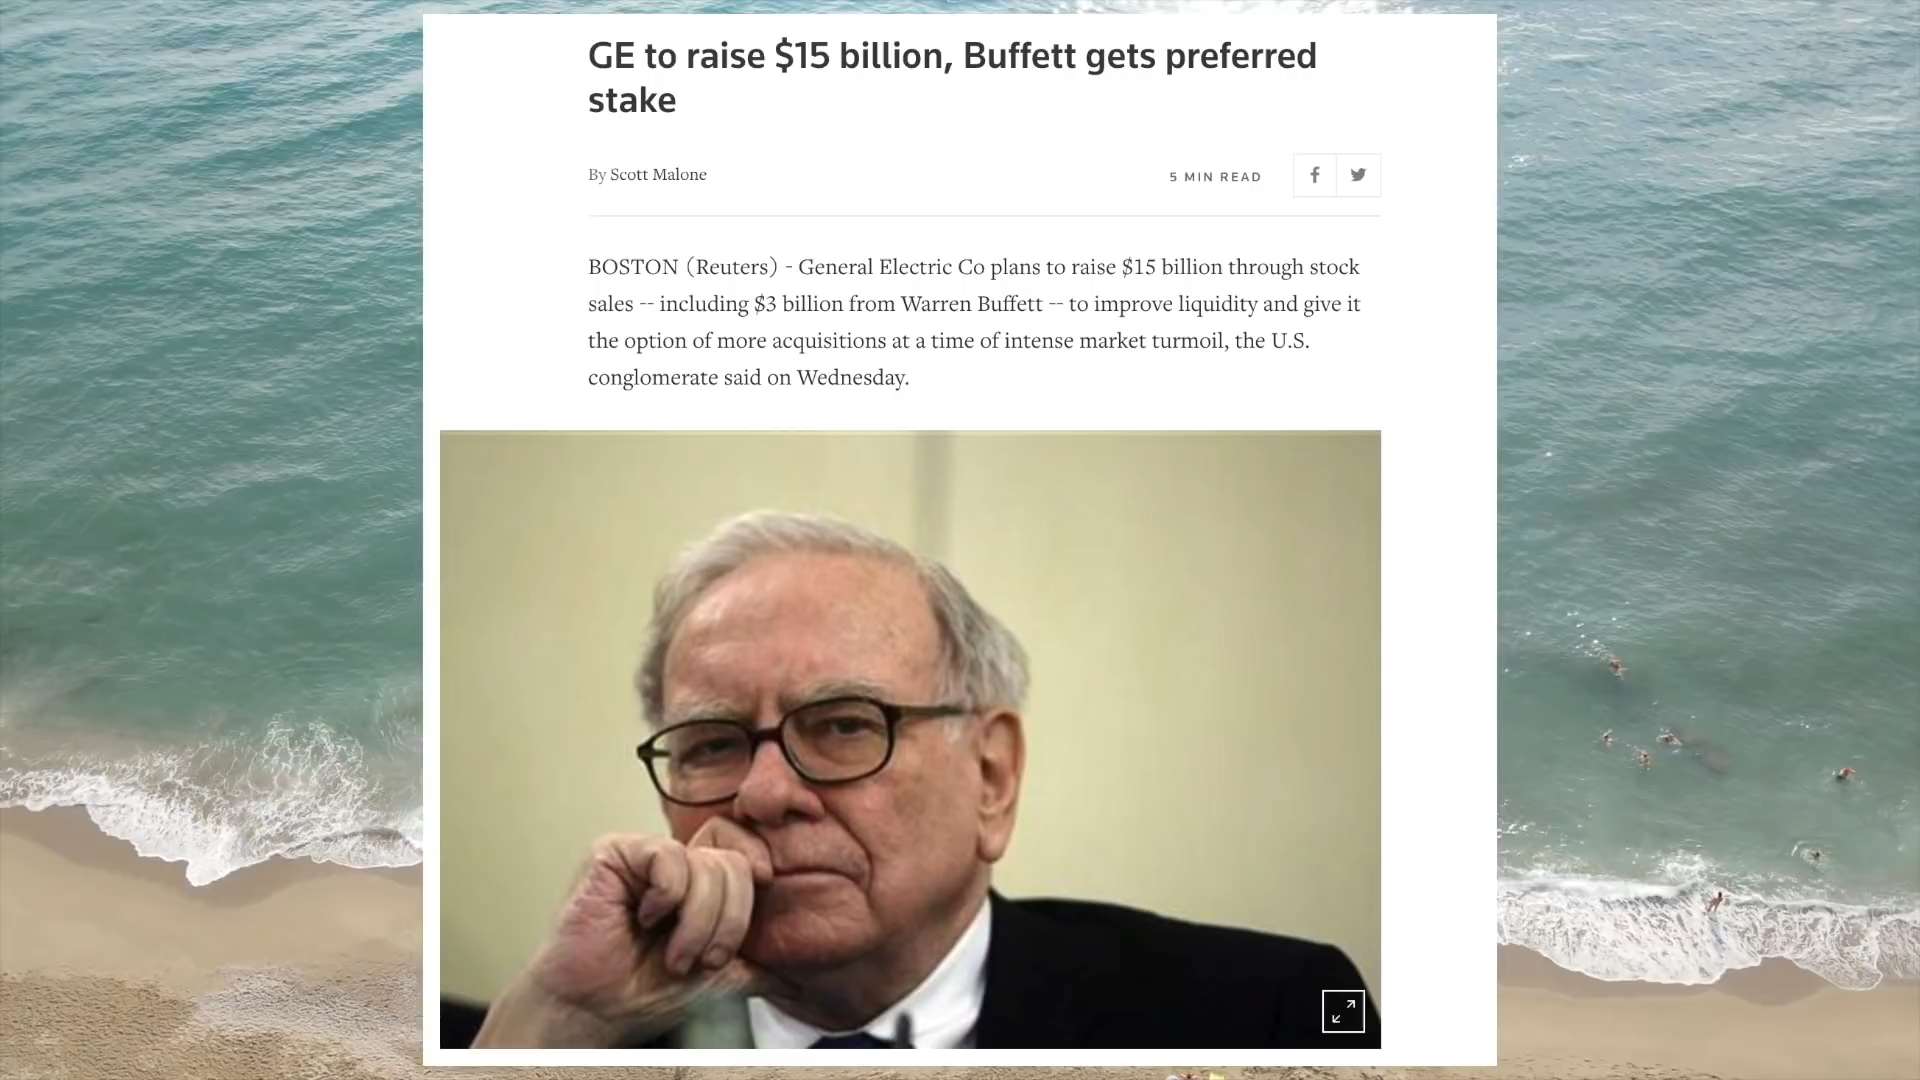 GE to raise $15 billion, Buffett gets preferred
stake
By Scott Malone
5 MIN READ
BOSTON (Reuters) - General Electric Co plans to raise $15 billion through stock
sales -- including $3 billion from Warren Buffett -- to improve liquidity and give it
the option of more acquisitions at a time of intense market turmoil, the U.S.
conglomerate said on Wednesday.